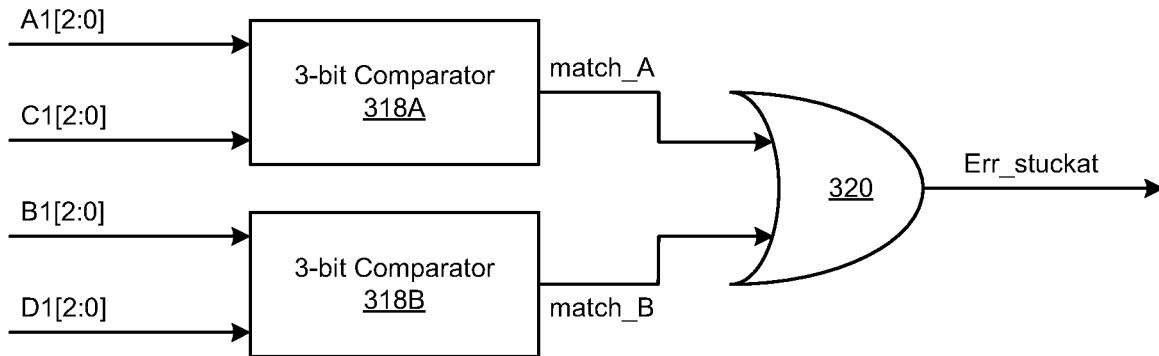 A1[2:0]
C1[2:0]
3-bit Comparator
318A
match_A
B1[2:0]
D1[2:0]
3-bit Comparator
318B
match_B
320
Err_stuckat